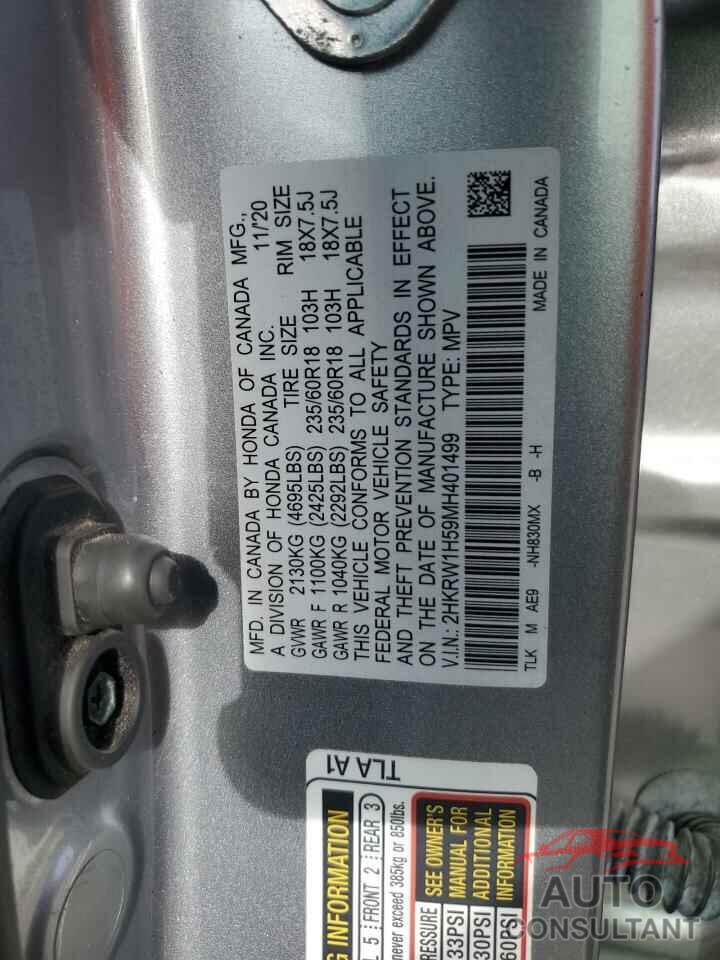 MFD. IN CANADA BY HONDA OF CANADA MFG.,
A DIVISION OF HONDA CANADA INC. 11/'20
GVWR 2130KG (4695LBS) TIRE SIZE RIM SIZE
GAWR F 1100KG (2425LBS) 235/60R18 103H 18X7.5J
GAWR R 1040KG (2292LBS) 235/60R18 103H 18X7.5J
THIS VEHICLE CONFORMS TO ALL APPLICABLE
FEDERAL MOTOR VEHICLE SAFETY
AND THEFT PREVENTION STANDARDS IN EFFECT
ON THE DATE OF MANUFACTURE SHOWN ABOVE.
V.I.N.: 2HKRW1H59MH401499 TYPE: MPV
TLK M AE9 -NH830MX -B -H MADE IN CANADA
TLA A1
G INFORMATION
L 5 FRONT 2 REAR 3
never exceed 385kg or 850lbs.
RESSURE SEE OWNER'S
33PSI MANUAL FOR
30PSI ADDITIONAL
60PSI INFORMATION
AUTO
CONSULTANT